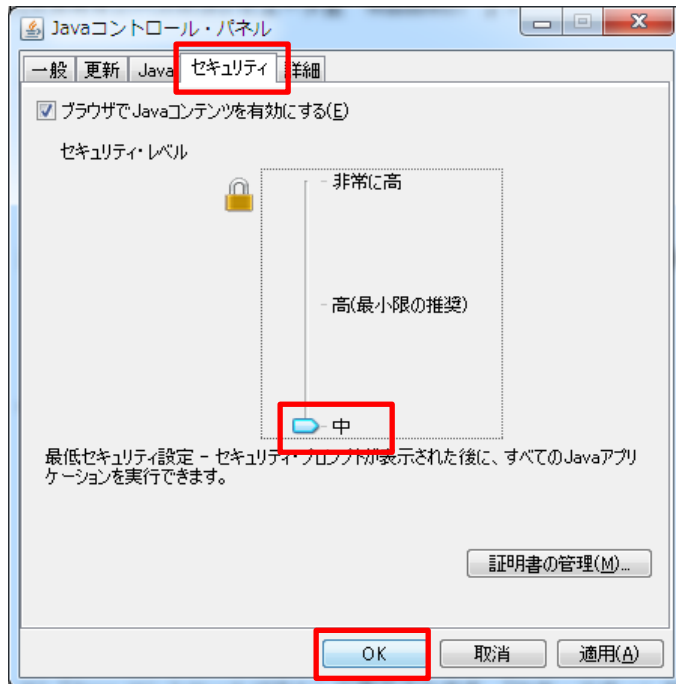 Javaコントロール・パネル
一般 更新 Java セキュリティ 詳細
ブラウザでJavaコンテンツを有効にする(E)
セキュリティ・レベル
非常に高
高(最小限の推奨)
中
最低セキュリティ設定 - セキュリティ・プロンプトが表示された後に、すべてのJavaアプリ
ケーションを実行できます。
証明書の管理(M)...
OK 取消 適用(A)